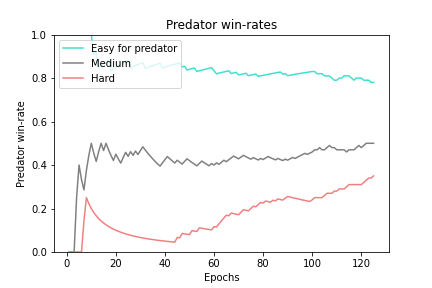 Predator win-rates
Predator win-rate
1.0
0.8
0.6
0.4
0.2
0.0
Easy for predator
Medium
Hard
0
20
40
60
80
100
120
Epochs